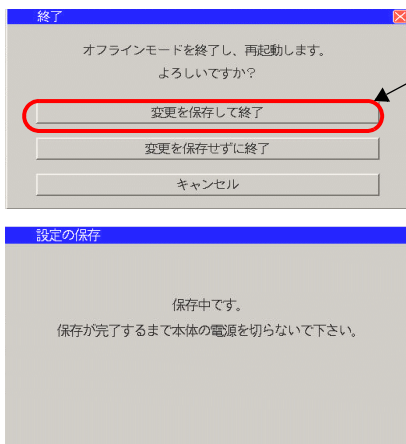 終了
オフラインモードを終了し、再起動します。
よろしいですか？
変更を保存して終了
変更を保存せずに終了
キャンセル
設定の保存
保存中です。
保存が完了するまで本体の電源を切らないで下さい。